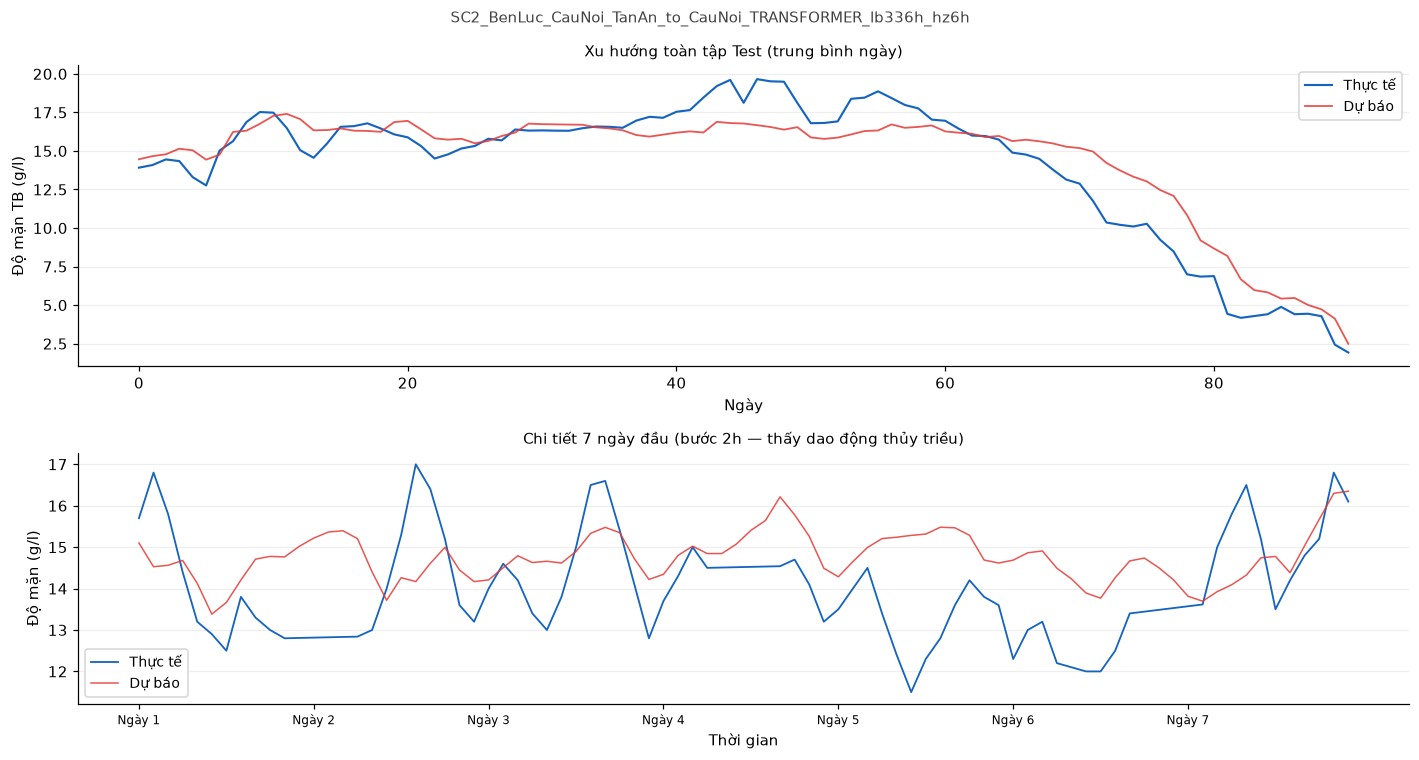 SC2_BenLuc_CauNoi_TanAn_to_CauNoi_TRANSFORMER_lb336h_hz6h
Xu hướng toàn tập Test (trung bình ngày)
Độ mặn TB (g/l)
20.0
17.5
15.0
12.5
10.0
7.5
5.0
2.5
Thực tế
Dự báo
0 20 40 60 80
Ngày
Chi tiết 7 ngày đầu (bước 2h — thấy dao động thủy triều)
Độ mặn (g/l)
17
16
15
14
13
12
Thực tế
Dự báo
Ngày 1 Ngày 2 Ngày 3 Ngày 4 Ngày 5 Ngày 6 Ngày 7
Thời gian